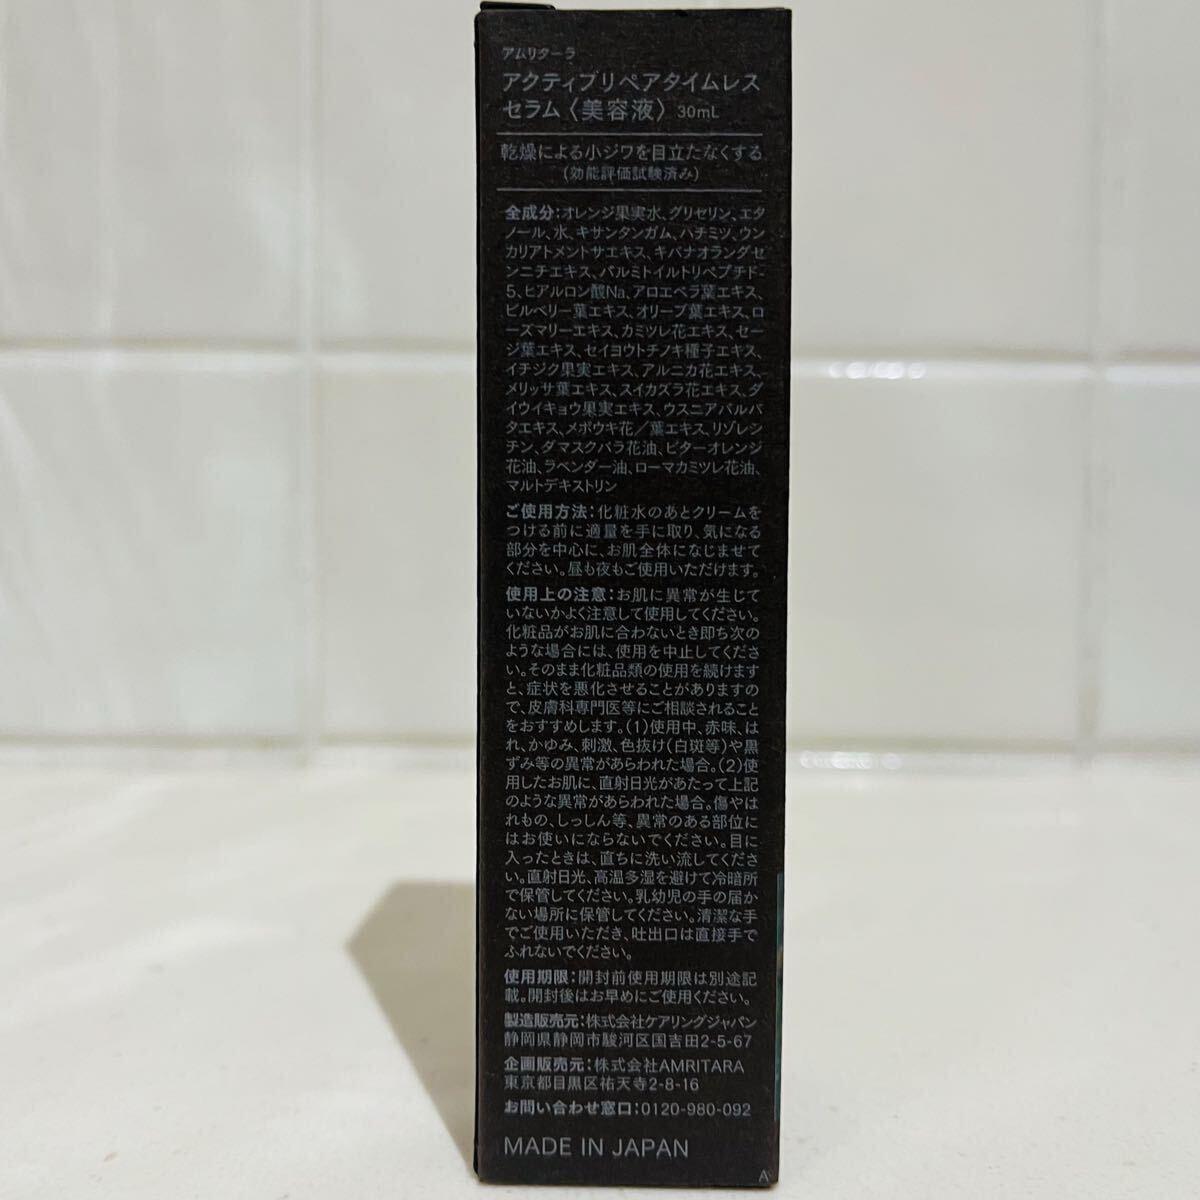 アムリターラ
アクティブリペアタイムレス
セラム〈美容液〉 30mL
乾燥による小ジワを目立たなくする
(効能評価試験済み)
全成分:オレンジ果実水、グリセリン、エタ
ノール、水、キサンタンガム、ハチミツ、ウン
カリアトメントサエキス、キバナオランダセ
ンニチエキス、パルミトイルトリペプチド-
5、ヒアルロン酸Na、アロエベラ葉エキス、
ビルベリー葉エキス、オリーブ葉エキス、ロ
ーズマリーエキス、カミツレ花エキス、セー
ジ葉エキス、セイヨウトチノキ種子エキス、
イチジク果実エキス、アルニカ花エキス、
メリッサ葉エキス、スイカズラ花エキス、ダ
イウイキョウ果実エキス、ウスニアバルバ
タエキス、メボウキ花/葉エキス、リゾレシ
チン、ダマスクバラ花油、ビターオレンジ
花油、ラベンダー油、ローマカミツレ花油、
マルトデキストリン
ご使用方法:化粧水のあとクリームを
つける前に適量を手に取り、気になる
部分を中心に、お肌全体になじませて
ください。昼も夜もご使用いただけます。
使用上の注意:お肌に異常が生じて
いないかよく注意して使用してください。
化粧品がお肌に合わないとき即ち次の
ような場合には、使用を中止してくださ
い。そのまま化粧品類の使用を続けます
と、症状を悪化させることがありますの
で、皮膚科専門医等にご相談されること
をおすすめします。(1)使用中、赤味、は
れ、かゆみ、刺激、色抜け(白斑等)や黒
ずみ等の異常があらわれた場合。(2)使
用したお肌に、直射日光があたって上記
のような異常があらわれた場合。傷やは
れもの、しっしん等、異常のある部位に
はお使いにならないでください。目に
入ったときは、直ちに洗い流してくださ
い。直射日光、高温多湿を避けて冷暗所
で保管してください。乳幼児の手の届か
ない場所に保管してください。清潔な手
でご使用いただき、吐出口は直接手で
ふれないでください。
使用期限:開封前使用期限は別途記
載。開封後はお早めにご使用ください。
製造販売元:株式会社ケアリングジャパン
静岡県静岡市駿河区国吉田2-5-67
企画販売元:株式会社AMRITARA
東京都目黒区祐天寺2-8-16
お問い合わせ窓口:0120-980-092
MADE IN JAPAN
A